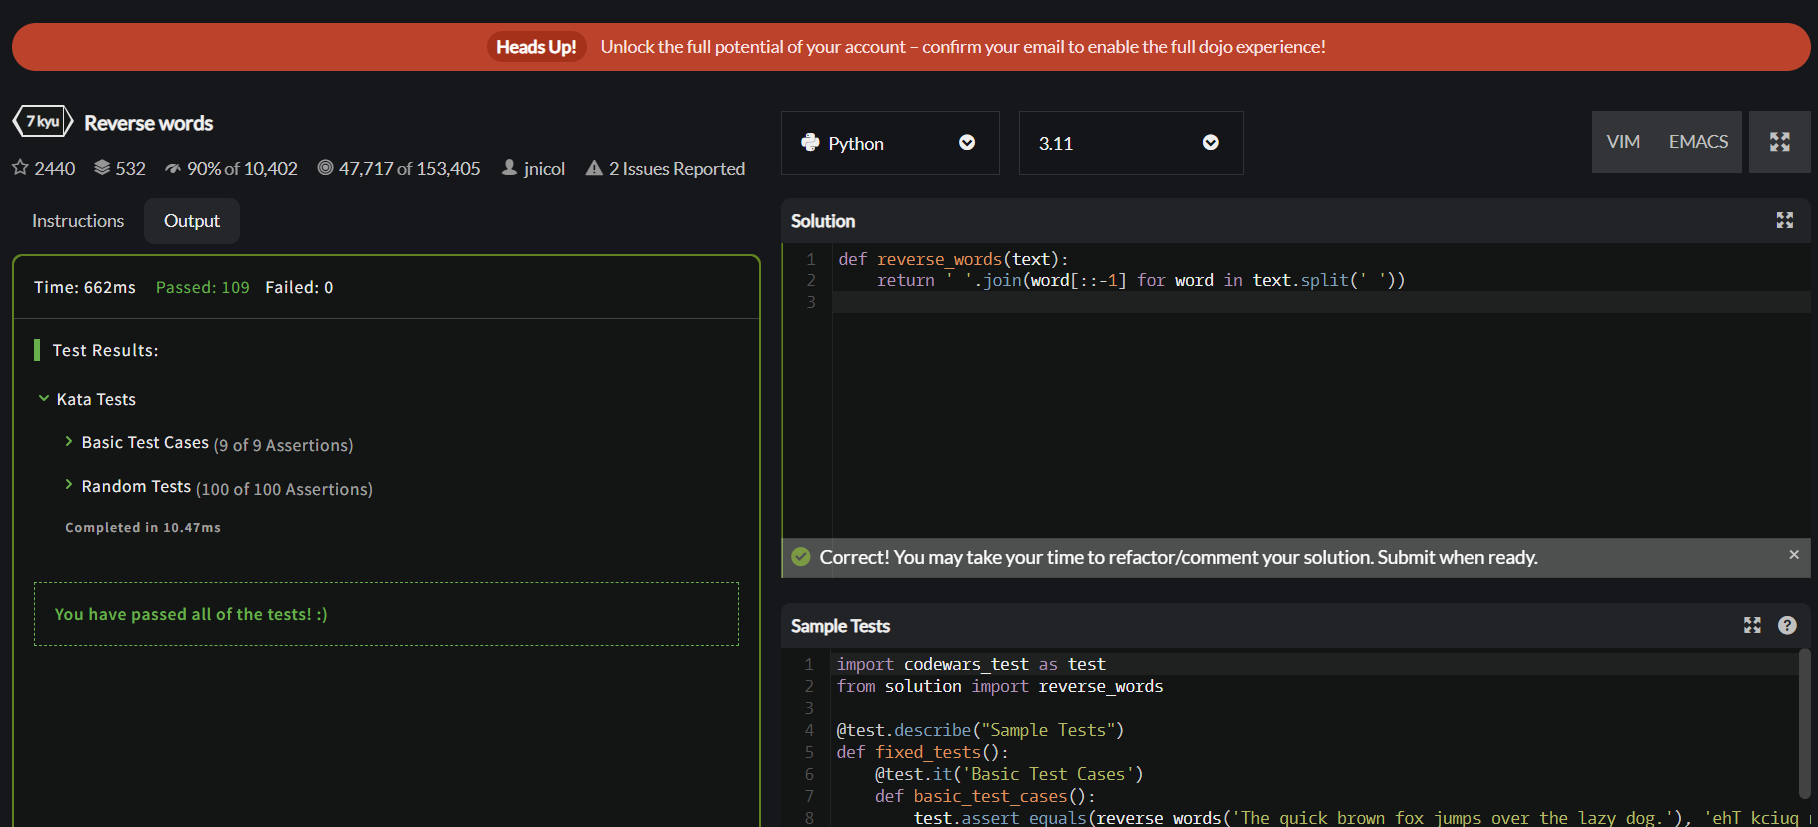 Heads Up! Unlock the full potential of your account – confirm your email to enable the full dojo experience!
7 kyu Reverse words
2440 532 90% of 10,402 47,717 of 153,405 jnicol 2 Issues Reported
Instructions Output
Time: 662ms Passed: 109 Failed: 0
Test Results:
Kata Tests
Basic Test Cases (9 of 9 Assertions)
Random Tests (100 of 100 Assertions)
Completed in 10.47ms
You have passed all of the tests! :)
Python 3.11 VIM EMACS
Solution
1 def reverse_words(text):
2     return ' '.join(word[::-1] for word in text.split(' '))
3
Correct! You may take your time to refactor/comment your solution. Submit when ready. ×
Sample Tests ?
1 import codewars_test as test
2 from solution import reverse_words
3
4 @test.describe("Sample Tests")
5 def fixed_tests():
6     @test.it('Basic Test Cases')
7     def basic_test_cases():
8         test.assert_equals(reverse_words('The quick brown fox jumps over the lazy dog.'), 'ehT kciuq